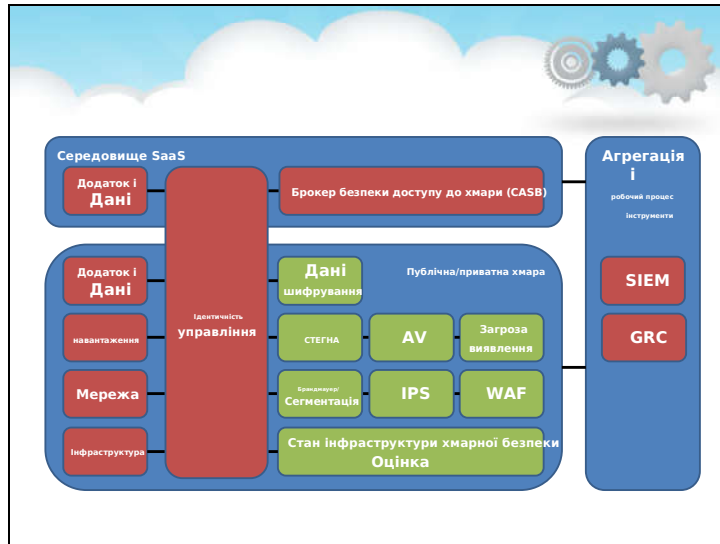 Середовище SaaS
Додаток і
Дані
Брокер безпеки доступу до хмари (CASB)
Агрегація
і
робочий процес
інструменти
SIEM
GRC
Ідентичність
управління
Публічна/приватна хмара
Додаток і
Дані
Дані
шифрування
навантаження
СТЕГНА
AV
Загроза
виявлення
Мережа
Брандмауер/
Сегментація
IPS
WAF
Інфраструктура
Стан інфраструктури хмарної безпеки
Оцінка